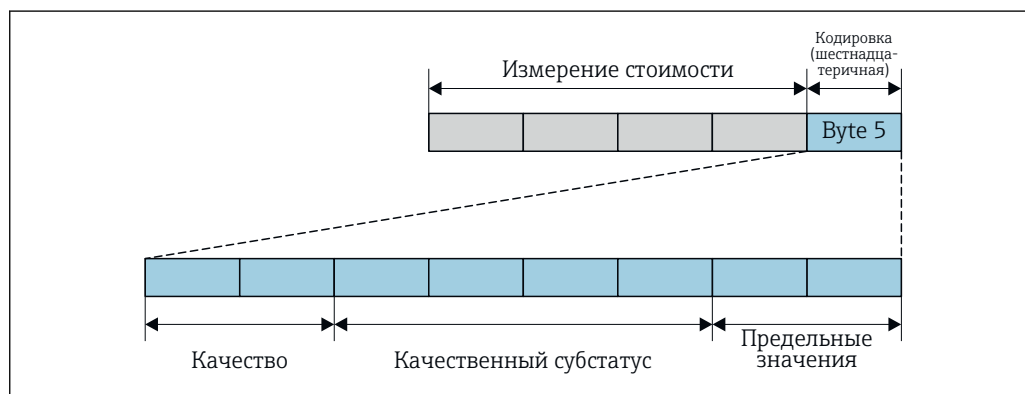 Кодировка
(шестнадца-
теричная)
Измерение стоимости
Byte 5
Качество
Качественный субстатус
Предельные
значения